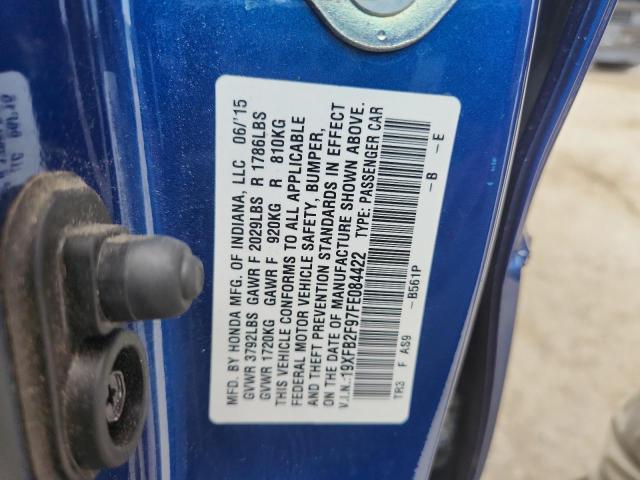 MFD. BY HONDA MFG. OF INDIANA, LLC 06/'15
GVWR 3792LBS GAWR F 2029LBS R 1786LBS
GVWR 1720KG GAWR F 920KG R 810KG
THIS VEHICLE CONFORMS TO ALL APPLICABLE
FEDERAL MOTOR VEHICLE SAFETY, BUMPER,
AND THEFT PREVENTION STANDARDS IN EFFECT
ON THE DATE OF MANUFACTURE SHOWN ABOVE.
V.I.N.:19XFB2F97FE084422 TYPE: PASSENGER CAR
TR3 F AS9 -B561P -B -E